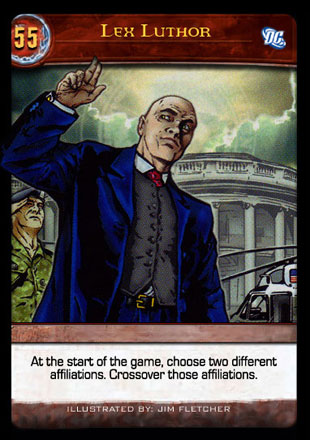 55
LEX LUTHOR
DC
At the start of the game, choose two different
affiliations. Crossover those affiliations.
ILLUSTRATED BY: JIM FLETCHER